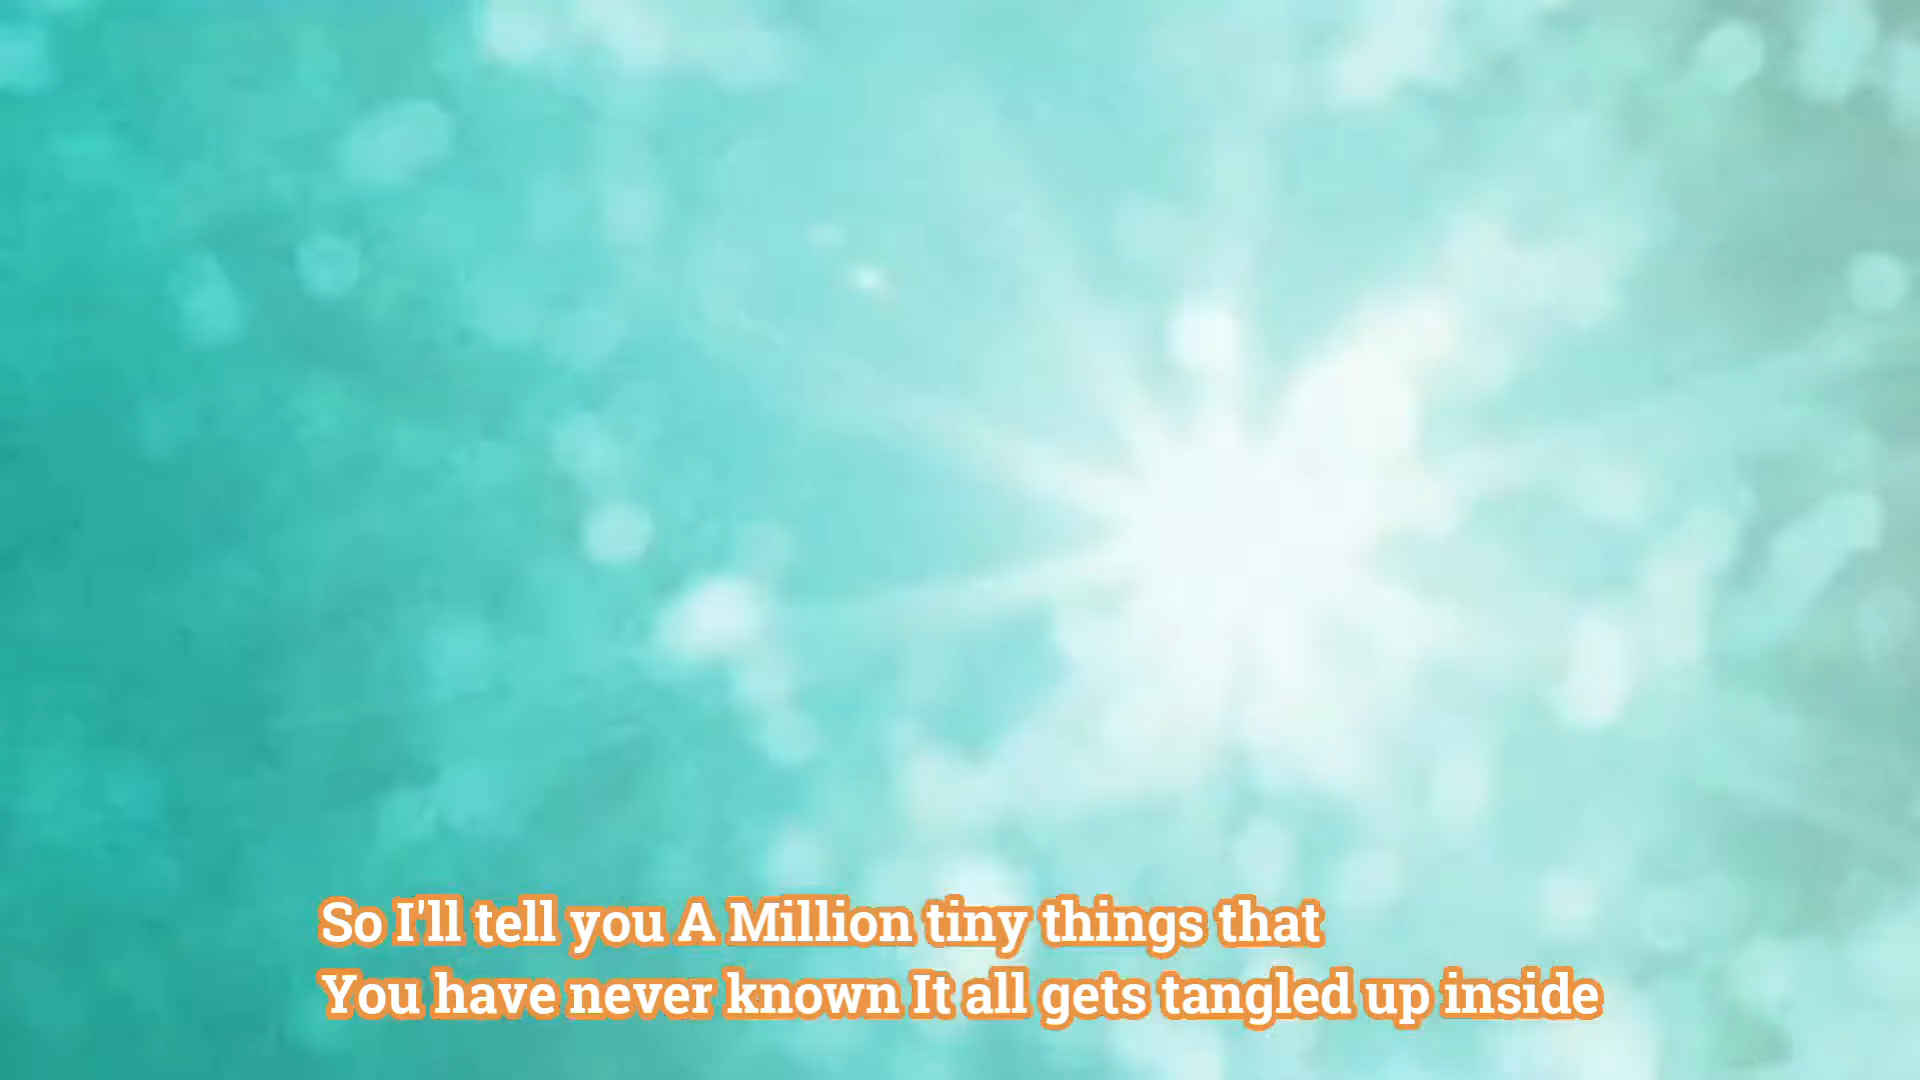 So I'll tell you A Million tiny things that
You have never known It all gets tangled up inside